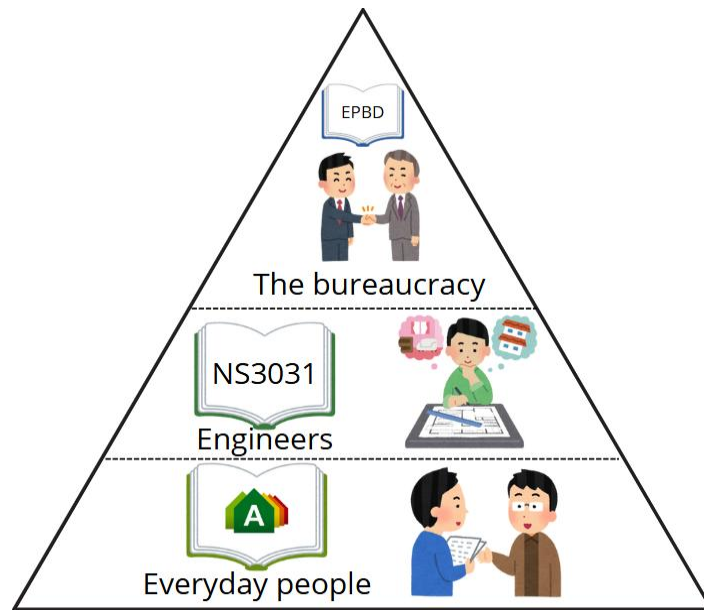 EPBD
The bureaucracy
NS3031
Engineers
A
Everyday people